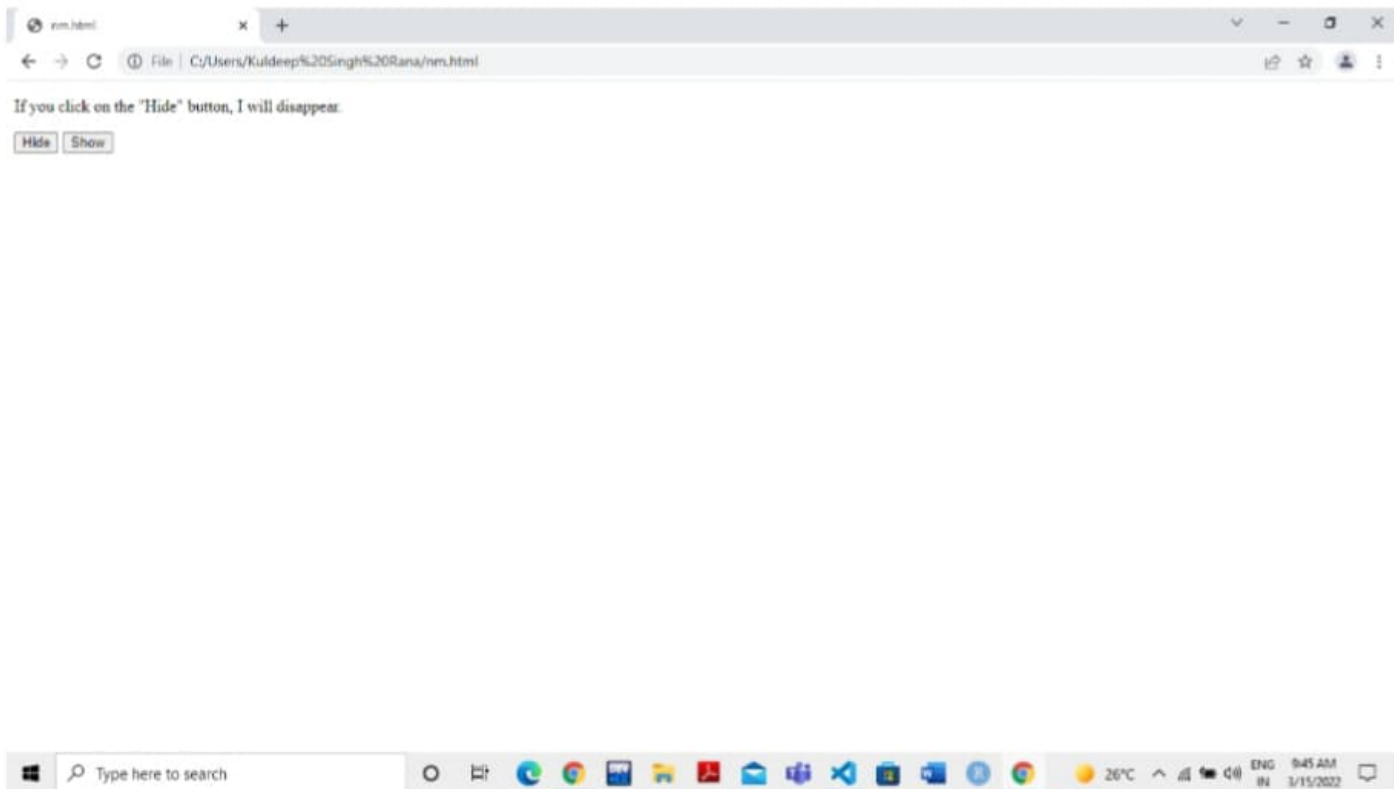 nm.html
File | C:/Users/Kuldeep%20Singh%20Rana/nm.html
If you click on the "Hide" button, I will disappear.
Hide Show
Type here to search
26°C ENG 9:45 AM
IN 3/15/2022